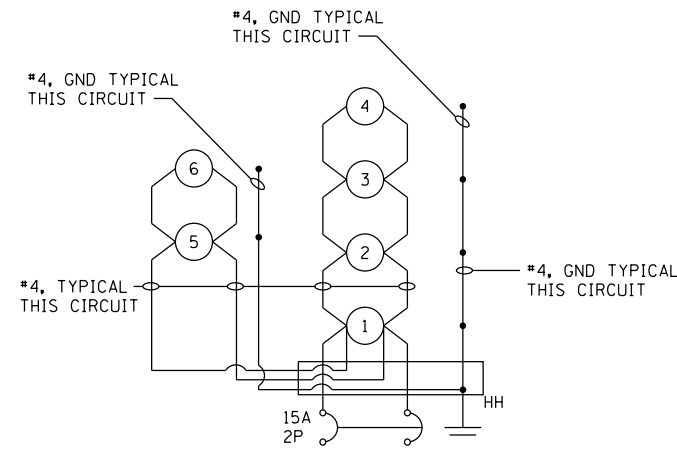 #4, GND TYPICAL
THIS CIRCUIT
#4, GND TYPICAL
THIS CIRCUIT
4
6
3
5
2
#4, GND TYPICAL
THIS CIRCUIT
#4, TYPICAL
THIS CIRCUIT
1
HH
15A
2P